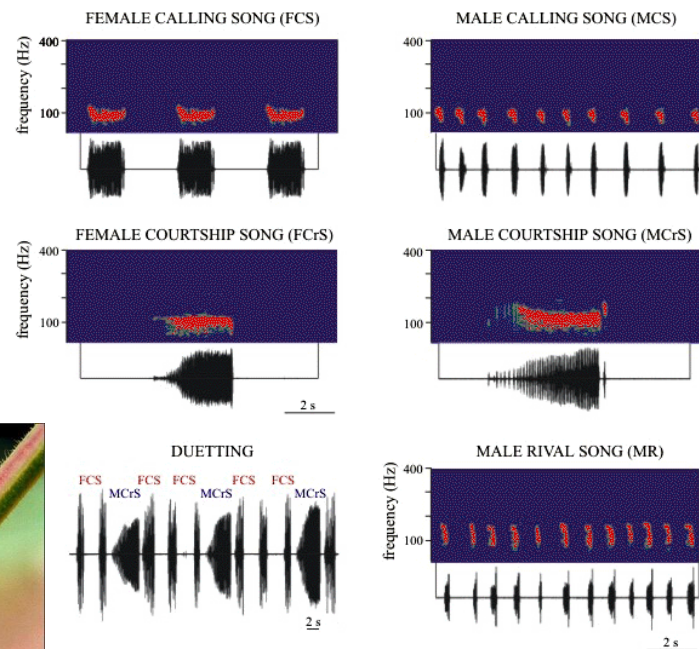 FEMALE CALLING SONG (FCS)
MALE CALLING SONG (MCS)
frequency (Hz)
400
100
frequency (Hz)
400
100
FEMALE COURTSHIP SONG (FCrS)
MALE COURTSHIP SONG (MCrS)
frequency (Hz)
400
100
400
100
2 s
DUETTING
MALE RIVAL SONG (MR)
FCS FCS FCS FCS FCS
MCrS MCrS MCrS
2 s
frequency (Hz)
400
100
2 s